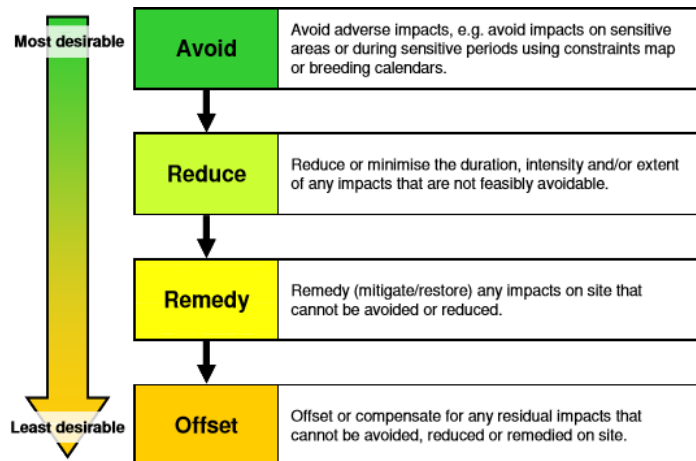 Most desirable
Avoid
Avoid adverse impacts, e.g. avoid impacts on sensitive
areas or during sensitive periods using constraints map
or breeding calendars.
Reduce
Reduce or minimise the duration, intensity and/or extent
of any impacts that are not feasibly avoidable.
Remedy
Remedy (mitigate/restore) any impacts on site that
cannot be avoided or reduced.
Least desirable
Offset
Offset or compensate for any residual impacts that
cannot be avoided, reduced or remedied on site.